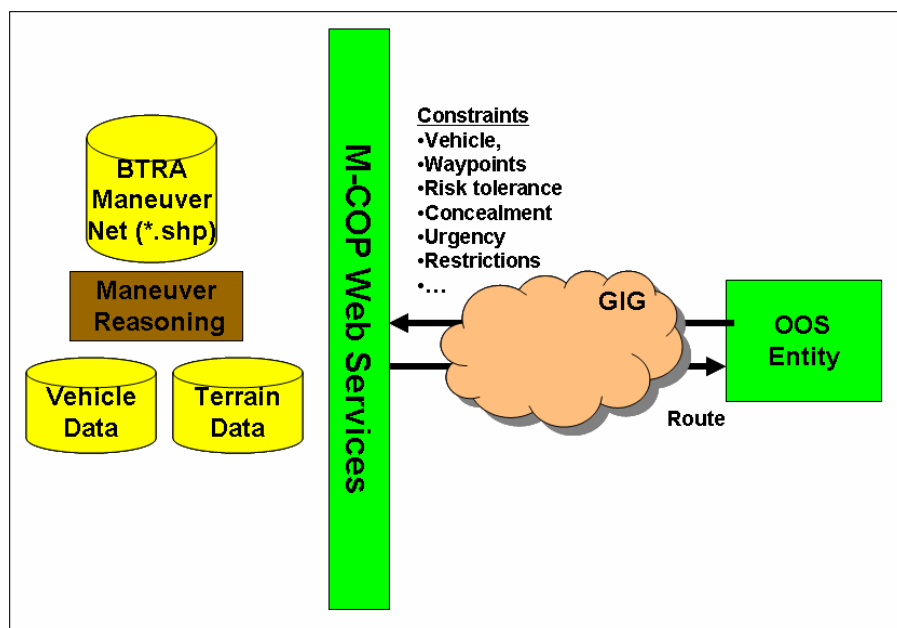 BTRA
Maneuver
Net (*.shp)
Maneuver
Reasoning
Vehicle
Data
Terrain
Data
M-COP Web Services
Constraints
•Vehicle,
•Waypoints
•Risk tolerance
•Concealment
•Urgency
•Restrictions
•…
GIG
OOS
Entity
Route